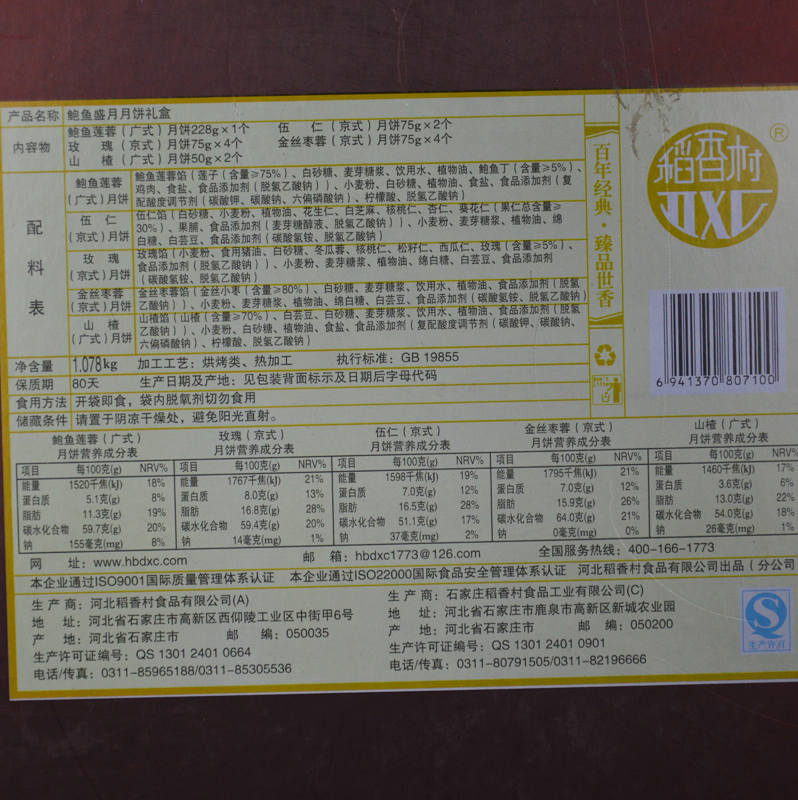 产品名称 鲍鱼盛月月饼礼盒
内容物
鲍鱼莲蓉（广式）月饼228g×1个 伍 仁（京式）月饼75g×2个
玫 瑰（京式）月饼75g×4个 金丝枣蓉（京式）月饼75g×4个
山 楂（广式）月饼50g×2个
配料表
鲍鱼莲蓉（广式）月饼
鲍鱼莲蓉馅（莲子（含量≥75%）、白砂糖、麦芽糖浆、饮用水、植物油、鲍鱼丁（含量≥5%）、
鸡肉、食盐、食品添加剂（脱氢乙酸钠））、小麦粉、白砂糖、植物油、食盐、食品添加剂（复
配酸度调节剂（碳酸钾、碳酸钠、六偏磷酸钠）、柠檬酸、脱氢乙酸钠）
伍 仁（京式）月饼
伍仁馅（白砂糖、小麦粉、植物油、花生仁、白芝麻、核桃仁、杏仁、葵花仁（果仁总含量≥
30%）、果脯、食品添加剂（麦芽糖醇液、脱氢乙酸钠））、小麦粉、麦芽糖浆、植物油、绵
白糖、白芸豆、食品添加剂（碳酸氢铵、脱氢乙酸钠）
玫 瑰（京式）月饼
玫瑰馅（小麦粉、食用猪油、白砂糖、冬瓜蓉、核桃仁、松籽仁、西瓜仁、玫瑰（含量≥5%）、
食品添加剂（脱氢乙酸钠））、小麦粉、麦芽糖浆、植物油、绵白糖、白芸豆、食品添加剂
（碳酸氢铵、脱氢乙酸钠）
金丝枣蓉（京式）月饼
金丝枣蓉馅（金丝小枣（含量≥80%）、白砂糖、麦芽糖浆、饮用水、植物油、食品添加剂（脱氢
乙酸钠））、小麦粉、麦芽糖浆、植物油、绵白糖、白芸豆、食品添加剂（碳酸氢铵、脱氢乙酸钠）
山 楂（广式）月饼
山楂馅（山楂（含量≥70%）、白芸豆、白砂糖、麦芽糖浆、饮用水、植物油、食品添加剂（脱氢
乙酸钠））、小麦粉、白砂糖、植物油、食盐、食品添加剂（复配酸度调节剂（碳酸钾、碳酸钠、
六偏磷酸钠）、柠檬酸、脱氢乙酸钠）
净含量 1.078kg 加工工艺：烘烤类、热加工 执行标准：GB 19855
保质期 80天 生产日期及产地：见包装背面标示及日期后字母代码
食用方法 开袋即食，袋内脱氧剂切勿食用
储藏条件 请置于阴凉干燥处，避免阳光直射。
百年经典·臻品世香
稻香村
DXC
®
6 941370 807100
鲍鱼莲蓉（广式）
月饼营养成分表
项目 每100克(g) NRV%
能量 1520千焦(kJ) 18%
蛋白质 5.1克(g) 8%
脂肪 11.3克(g) 19%
碳水化合物 59.7克(g) 20%
钠 155毫克(mg) 8%
玫瑰（京式）
月饼营养成分表
项目 每100克(g) NRV%
能量 1767千焦(kJ) 21%
蛋白质 8.0克(g) 13%
脂肪 16.8克(g) 28%
碳水化合物 59.4克(g) 20%
钠 14毫克(mg) 1%
伍仁（京式）
月饼营养成分表
项目 每100克(g) NRV%
能量 1598千焦(kJ) 19%
蛋白质 7.0克(g) 12%
脂肪 16.5克(g) 28%
碳水化合物 51.1克(g) 17%
钠 37毫克(mg) 2%
金丝枣蓉（京式）
月饼营养成分表
项目 每100克(g) NRV%
能量 1795千焦(kJ) 21%
蛋白质 7.0克(g) 12%
脂肪 15.9克(g) 26%
碳水化合物 64.0克(g) 21%
钠 0毫克(mg) 0%
山楂（广式）
月饼营养成分表
项目 每100克(g) NRV%
能量 1460千焦(kJ) 17%
蛋白质 3.6克(g) 6%
脂肪 13.0克(g) 22%
碳水化合物 54.0克(g) 18%
钠 26毫克(mg) 1%
网 址：www.hbdxc.com 邮 箱：hbdxc1773@126.com 全国服务热线：400-166-1773
本企业通过ISO9001国际质量管理体系认证 本企业通过ISO22000国际食品安全管理体系认证 河北稻香村食品有限公司出品（分公司
生 产 商：河北稻香村食品有限公司(A)
地 址：河北省石家庄市高新区西仰陵工业区中街甲6号
产 地：河北省石家庄市 邮 编：050035
生产许可证编号：QS 1301 2401 0664
电话/传真：0311-85965188/0311-85305536
生 产 商：石家庄稻香村食品工业有限公司(C)
地 址：河北省石家庄市鹿泉市高新区新城农业园
产 地：河北省石家庄市 邮 编：050200
生产许可证编号：QS 1301 2401 0901
电话/传真：0311-80791505/0311-82196666
生产许可